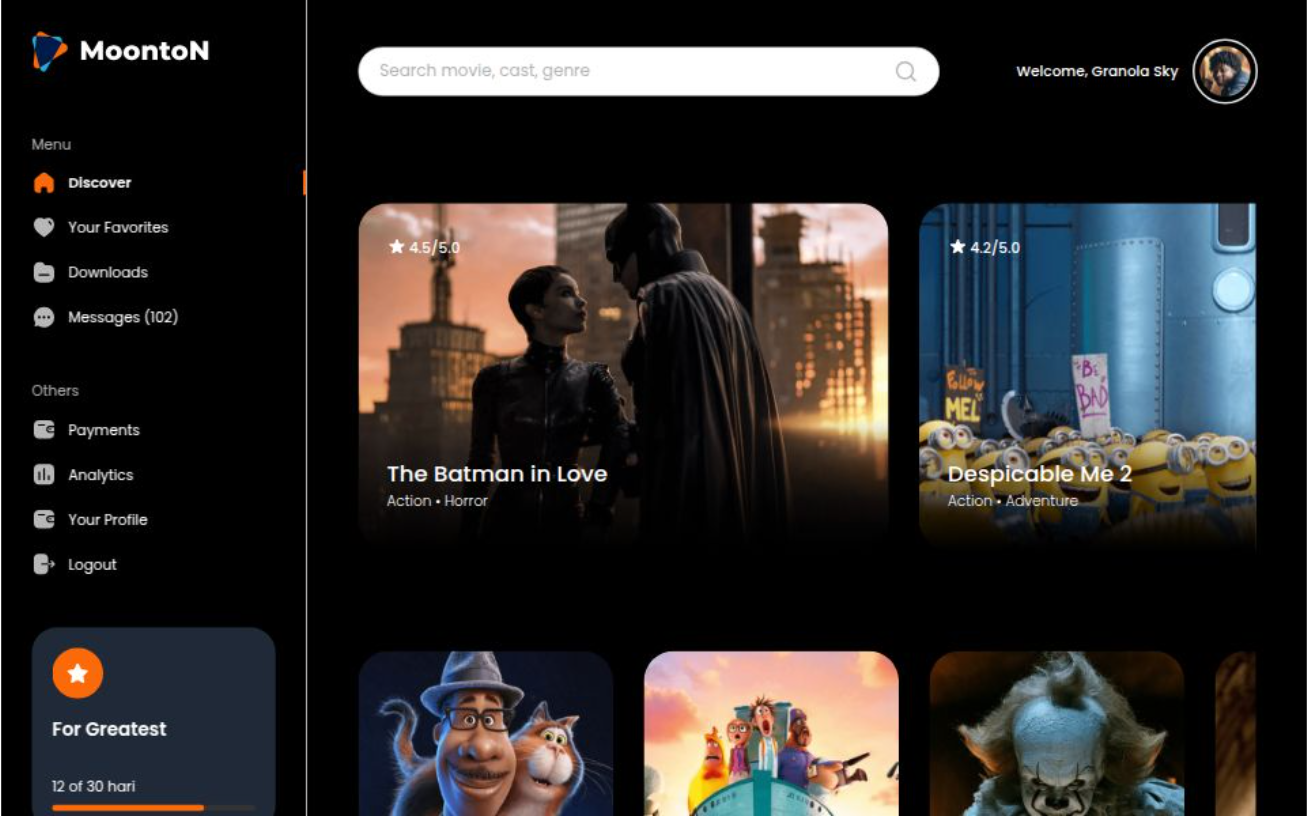 MoontoN
Search movie, cast, genre
Welcome, Granola Sky
Menu
Discover
Your Favorites
Downloads
Messages (102)
Others
Payments
Analytics
Your Profile
Logout
For Greatest
12 of 30 hari
4.5/5.0
The Batman in Love
Action • Horror
4.2/5.0
Follow
MEL
"BE
BAD"
Despicable Me 2
Action • Adventure